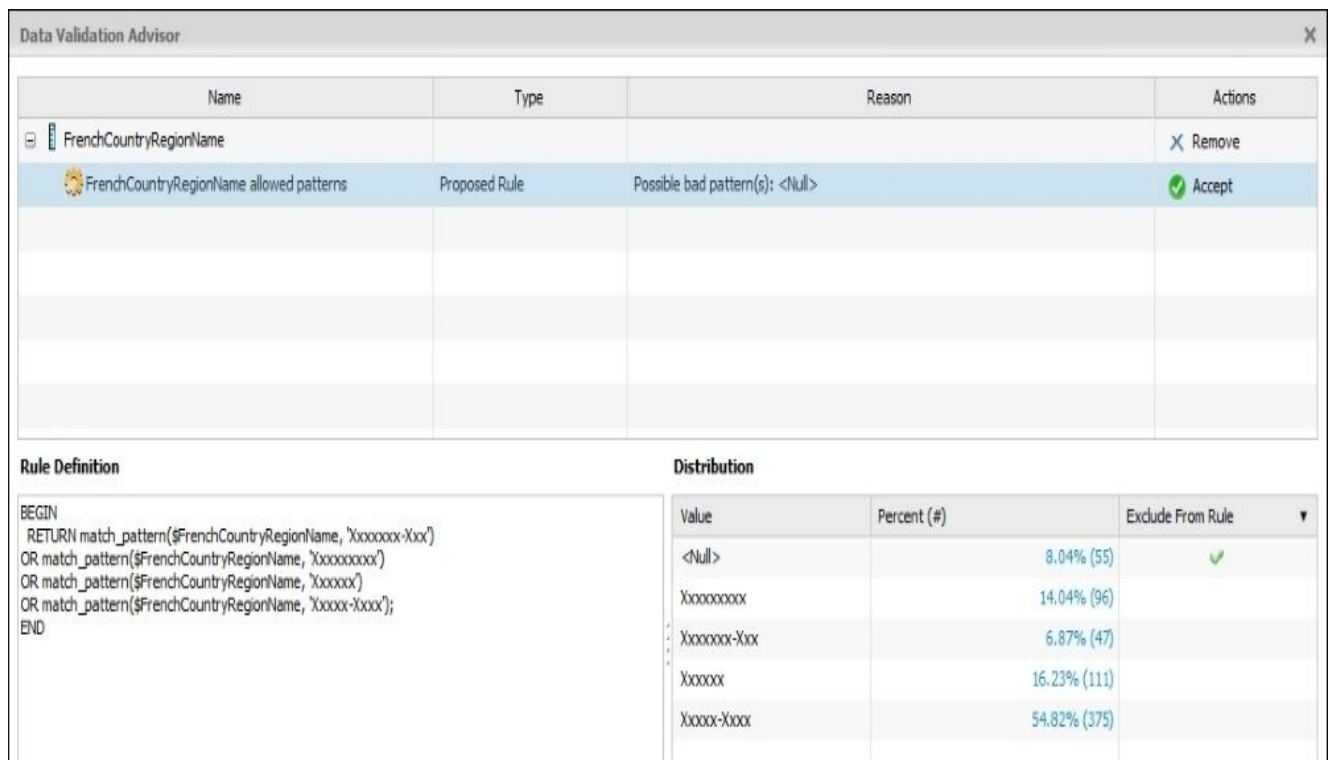 Data Validation Advisor
Name Type Reason Actions
FrenchCountryRegionName Remove
FrenchCountryRegionName allowed patterns Proposed Rule Possible bad pattern(s): <Null> Accept
Rule Definition
BEGIN
RETURN match_pattern($FrenchCountryRegionName, 'Xxxxxxx-Xxx')
OR match_pattern($FrenchCountryRegionName, 'Xxxxxxxxx')
OR match_pattern($FrenchCountryRegionName, 'Xxxxxx')
OR match_pattern($FrenchCountryRegionName, 'Xxxxx-Xxxx');
END
Distribution
Value Percent (#) Exclude From Rule
<Null> 8.04% (55)
Xxxxxxxxx 14.04% (96)
Xxxxxxx-Xxx 6.87% (47)
Xxxxxx 16.23% (111)
Xxxxx-Xxxx 54.82% (375)